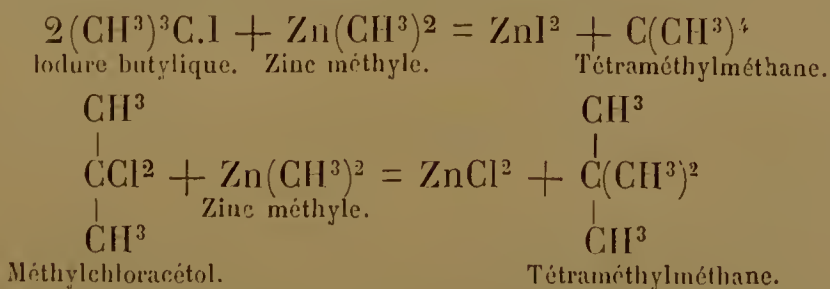 2(CH³)³C.I + Zn(CH³)² = ZnI² + C(CH³)⁴
Iodure butylique. Zinc méthyle. Tétraméthylméthane.
CH³ CH³
| |
CCl² + Zn(CH³)² = ZnCl² + C(CH³)²
| Zinc méthyle. |
CH³ CH³
Méthylchloracétol. Tétraméthylméthane.